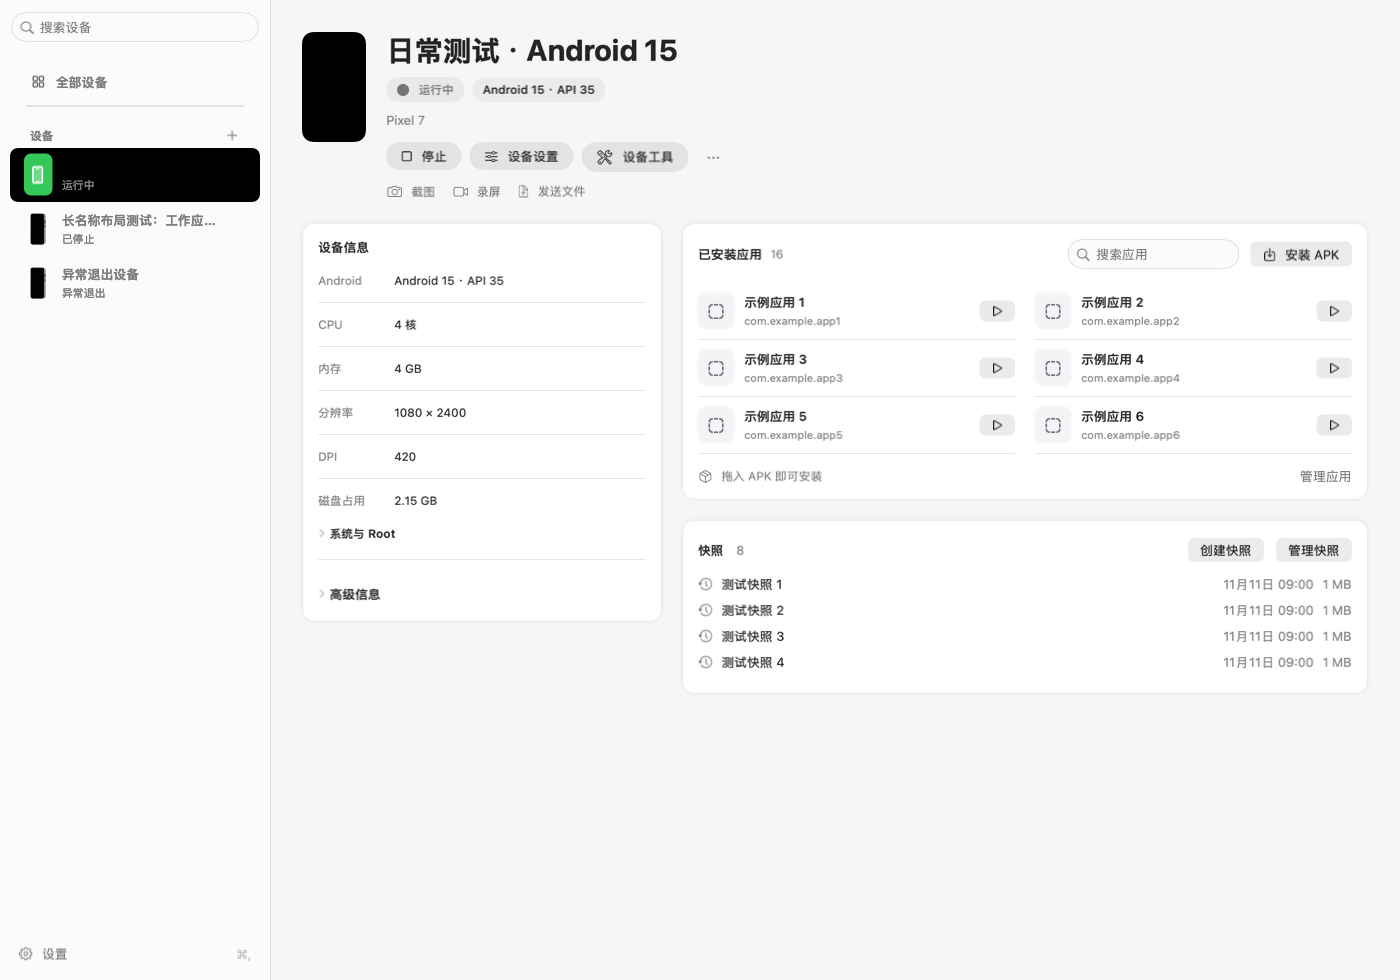 搜索设备
全部设备
设备
运行中
长名称布局测试：工作应...
已停止
异常退出设备
异常退出
设置
⌘,
日常测试 · Android 15
运行中
Android 15 · API 35
Pixel 7
停止
设备设置
设备工具
···
截图
录屏
发送文件
设备信息
Android
Android 15 · API 35
CPU
4 核
内存
4 GB
分辨率
1080 × 2400
DPI
420
磁盘占用
2.15 GB
系统与 Root
高级信息
已安装应用 16
搜索应用
安装 APK
示例应用 1
com.example.app1
示例应用 2
com.example.app2
示例应用 3
com.example.app3
示例应用 4
com.example.app4
示例应用 5
com.example.app5
示例应用 6
com.example.app6
拖入 APK 即可安装
管理应用
快照 8
创建快照
管理快照
测试快照 1
11月11日 09:00 1 MB
测试快照 2
11月11日 09:00 1 MB
测试快照 3
11月11日 09:00 1 MB
测试快照 4
11月11日 09:00 1 MB